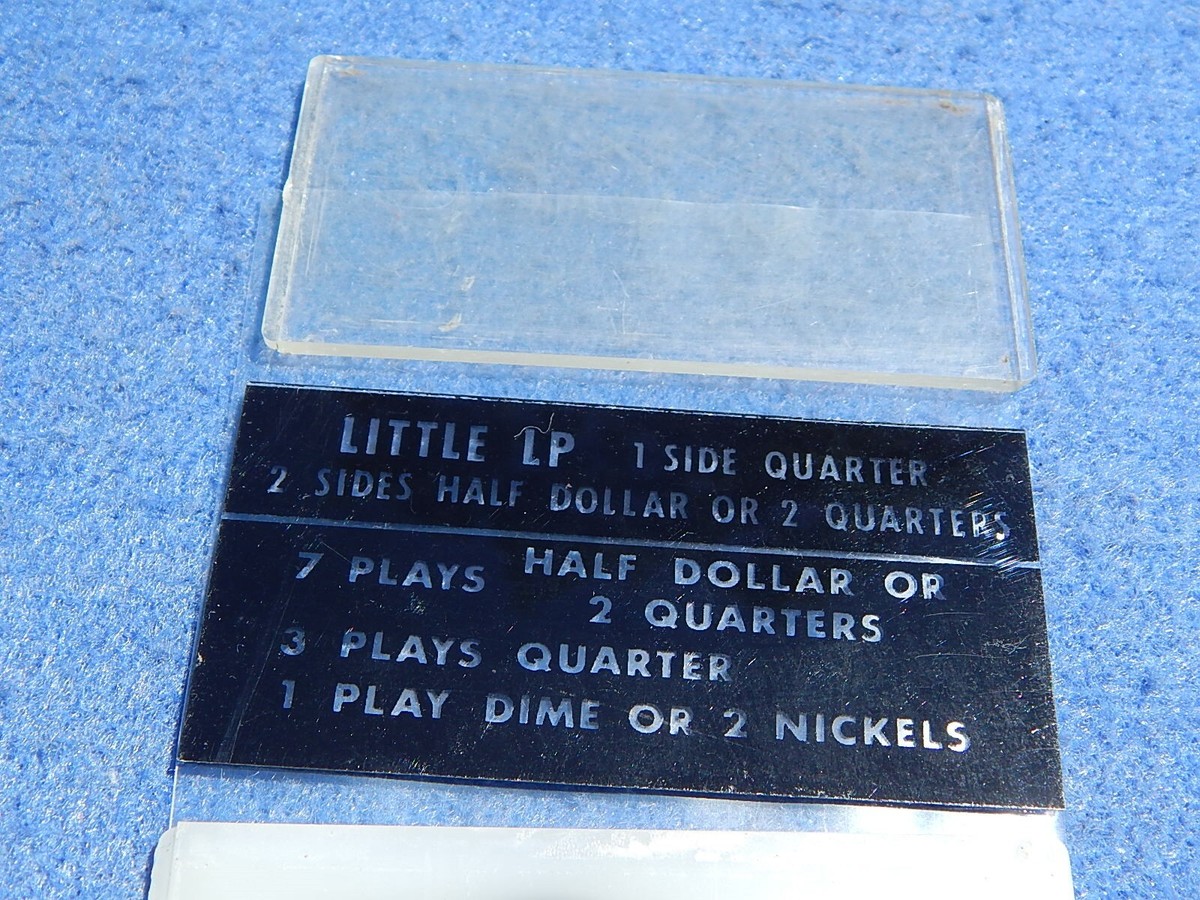 LITTLE LP 1 SIDE QUARTER
2 SIDES HALF DOLLAR OR 2 QUARTERS
7 PLAYS HALF DOLLAR OR
2 QUARTERS
3 PLAYS QUARTER
1 PLAY DIME OR 2 NICKELS